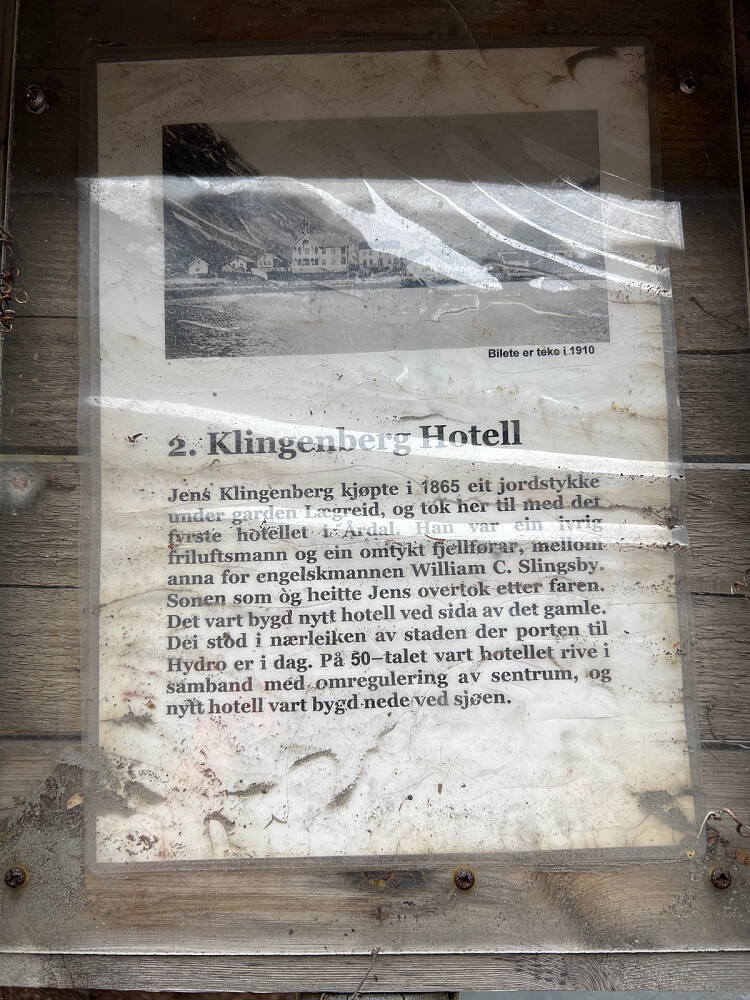 Bilete er teke i 1910
2. Klingenberg Hotell
Jens Klingenberg kjøpte i 1865 eit jordstykke
under garden Lægreid, og tok her til med det
fyrste hotellet i Årdal. Han var ein ivrig
friluftsmann og ein omtykt fjellførar, mellom
anna for engelskmannen William C. Slingsby.
Sonen som òg heitte Jens overtok etter faren.
Det vart bygd nytt hotell ved sida av det gamle.
Dei stod i nærleiken av staden der porten til
Hydro er i dag. På 50–talet vart hotellet rive i
samband med omregulering av sentrum, og
nytt hotell vart bygd nede ved sjøen.